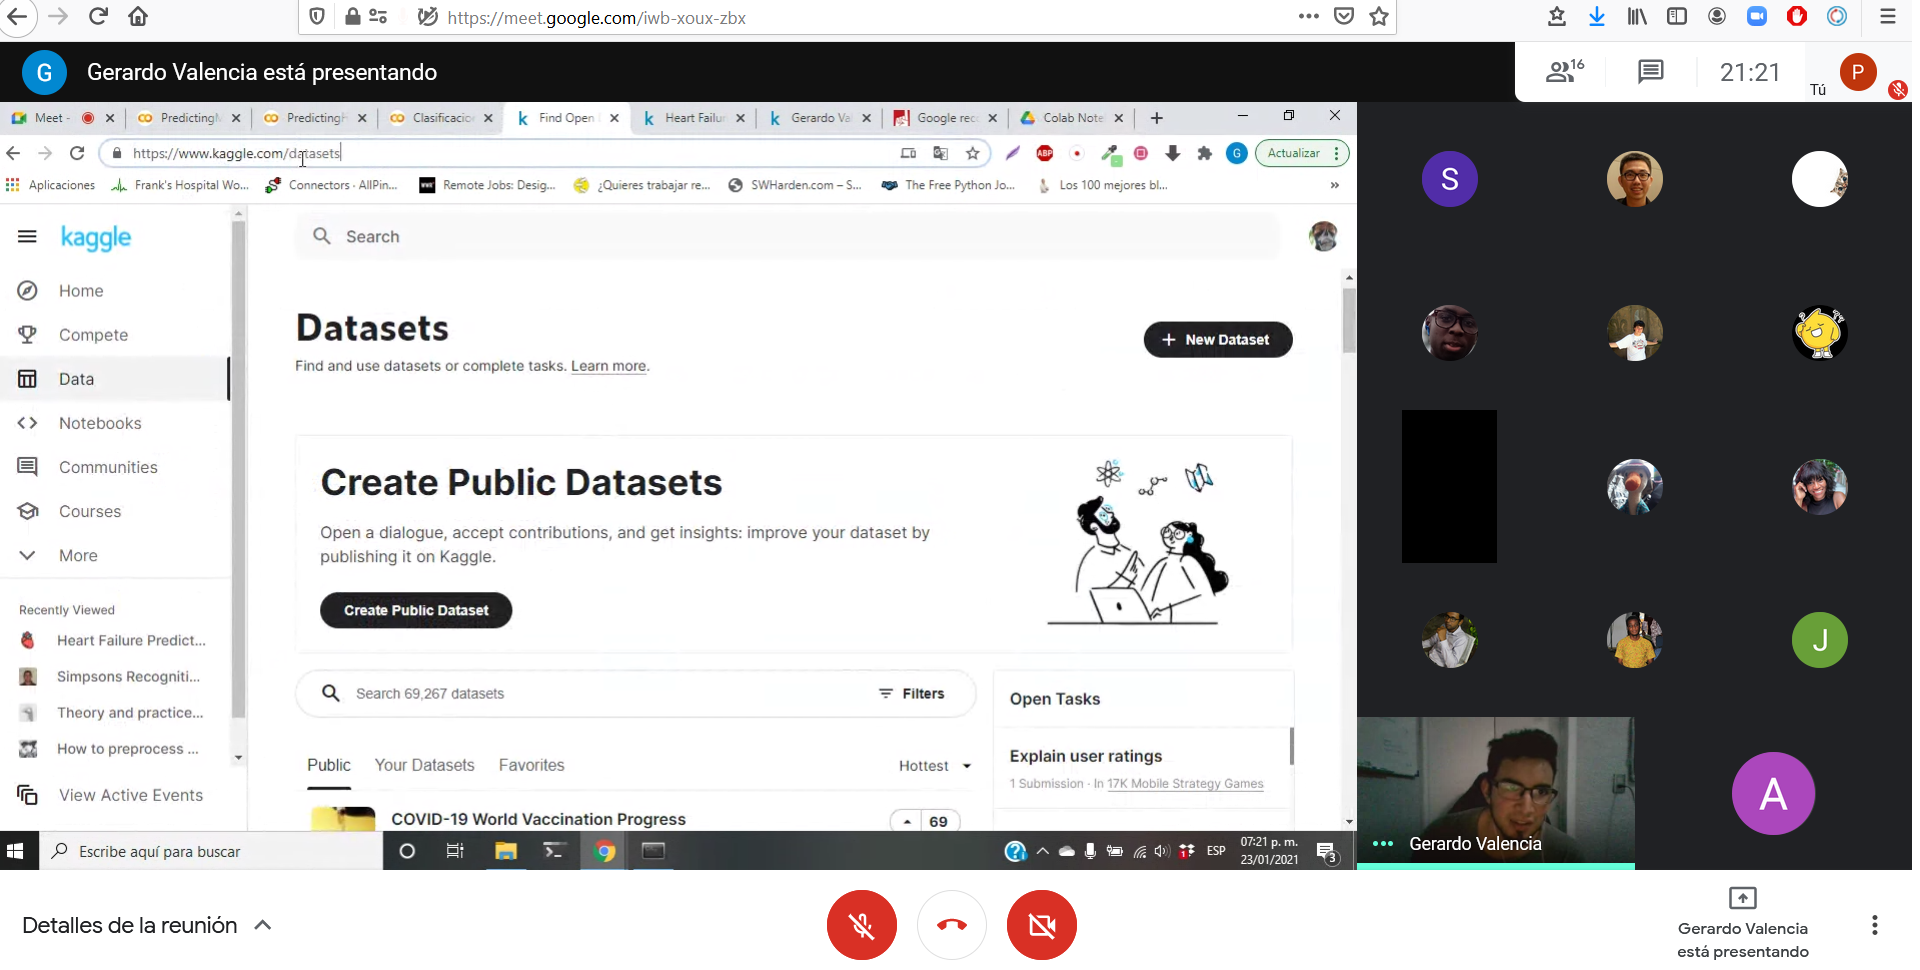 https://meet.google.com/iwb-xoux-zbx
G
Gerardo Valencia está presentando
16
21:21
Tú
P
Meet -
Predicting
Predicting
Clasificacio
Find Open
Heart Failu
Gerardo Va
Google rec
Colab Note
https://www.kaggle.com/datasets
ABP
G
Actualizar
Aplicaciones
Frank's Hospital Wo...
Connectors · AllPin...
Remote Jobs: Desig...
¿Quieres trabajar re...
SWHarden.com – S...
The Free Python Jo...
Los 100 mejores bl...
»
kaggle
Search
Home
Compete
Data
Notebooks
Communities
Courses
More
Recently Viewed
Heart Failure Predict...
Simpsons Recogniti...
Theory and practice...
How to preprocess ...
View Active Events
Datasets
Find and use datasets or complete tasks. Learn more.
+ New Dataset
Create Public Datasets
Open a dialogue, accept contributions, and get insights: improve your dataset by
publishing it on Kaggle.
Create Public Dataset
Search 69,267 datasets
Filters
Public
Your Datasets
Favorites
Hottest
COVID-19 World Vaccination Progress
69
Open Tasks
Explain user ratings
1 Submission · In 17K Mobile Strategy Games
Escribe aquí para buscar
ESP
07:21 p. m.
23/01/2021
3
S
J
A
Gerardo Valencia
Detalles de la reunión
Gerardo Valencia
está presentando